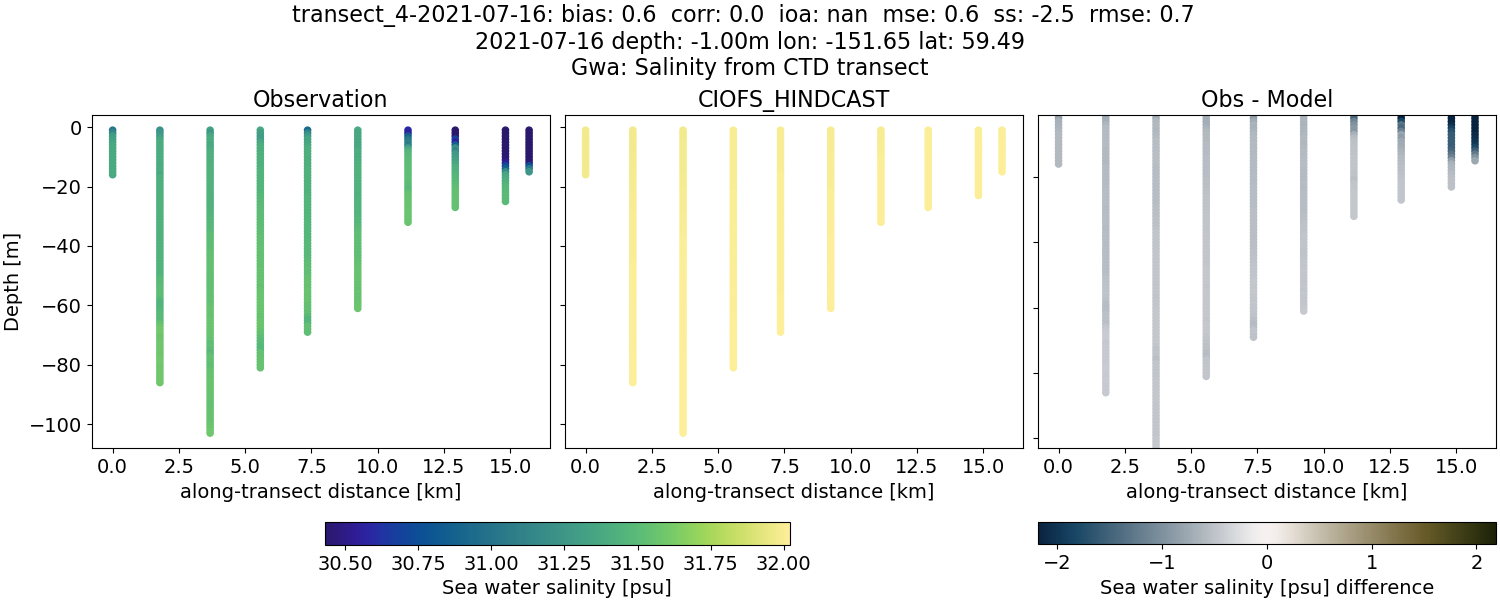 transect_4-2021-07-16: bias: 0.6  corr: 0.0  ioa: nan  mse: 0.6  ss: -2.5  rmse: 0.7
2021-07-16 depth: -1.00m lon: -151.65 lat: 59.49
Gwa: Salinity from CTD transect
Observation
CIOFS_HINDCAST
Obs - Model
Depth [m]
0
−20
−40
−60
−80
−100
0.0 2.5 5.0 7.5 10.0 12.5 15.0
0.0 2.5 5.0 7.5 10.0 12.5 15.0
0.0 2.5 5.0 7.5 10.0 12.5 15.0
along-transect distance [km]
along-transect distance [km]
along-transect distance [km]
30.50 30.75 31.00 31.25 31.50 31.75 32.00
Sea water salinity [psu]
−2 −1 0 1 2
Sea water salinity [psu] difference